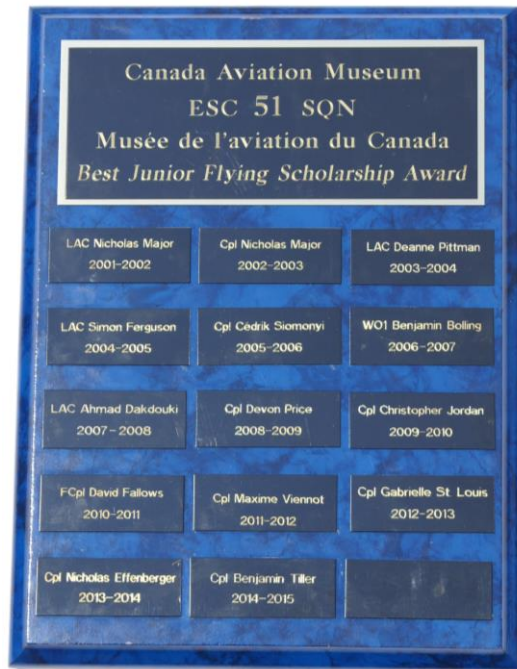 Canada Aviation Museum
ESC 51 SQN
Musée de l'aviation du Canada
Best Junior Flying Scholarship Award
LAC Nicholas Major
2001-2002
Cpl Nicholas Major
2002-2003
LAC Deanne Pittman
2003-2004
LAC Simon Ferguson
2004-2005
Cpl Cédrik Siomonyi
2005-2006
WO1 Benjamin Bolling
2006-2007
LAC Ahmad Dakdouki
2007-2008
Cpl Devon Price
2008-2009
Cpl Christopher Jordan
2009-2010
FCpl David Fallows
2010-2011
Cpl Maxime Viennot
2011-2012
Cpl Gabrielle St Louis
2012-2013
Cpl Nicholas Effenberger
2013-2014
Cpl Benjamin Tiller
2014-2015